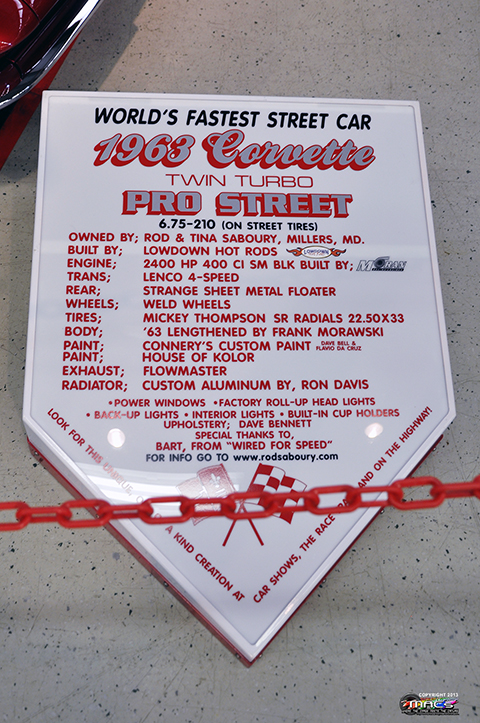 WORLD'S FASTEST STREET CAR
1963 Corvette
TWIN TURBO
PRO STREET
6.75-210 (ON STREET TIRES)
OWNED BY; ROD & TINA SABOURY, MILLERS, MD.
BUILT BY; LOWDOWN HOT RODS LOWDOWN
ENGINE; 2400 HP 400 CI SM BLK BUILT BY; MORAN
TRANS; LENCO 4-SPEED
REAR; STRANGE SHEET METAL FLOATER
WHEELS; WELD WHEELS
TIRES; MICKEY THOMPSON SR RADIALS 22.50X33
BODY; '63 LENGTHENED BY FRANK MORAWSKI
PAINT; CONNERY'S CUSTOM PAINT DAVE BELL & FLAVIO DA CRUZ
PAINT; HOUSE OF KOLOR
EXHAUST; FLOWMASTER
RADIATOR; CUSTOM ALUMINUM BY, RON DAVIS
•POWER WINDOWS •FACTORY ROLL-UP HEAD LIGHTS
• BACK-UP LIGHTS • INTERIOR LIGHTS • BUILT-IN CUP HOLDERS
UPHOLSTERY; DAVE BENNETT
SPECIAL THANKS TO,
BART, FROM "WIRED FOR SPEED"
FOR INFO GO TO www.rodsaboury.com
LOOK FOR THIS A KIND CREATION AT
CAR SHOWS, THE RACE AND ON THE HIGHWAY!
COPYRIGHT 2013